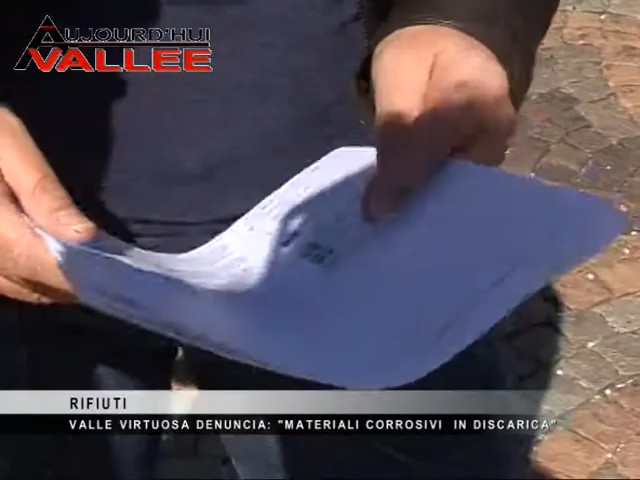 AUJOURD'HUI
VALLEE
RIFIUTI
VALLE VIRTUOSA DENUNCIA: "MATERIALI CORROSIVI IN DISCARICA"